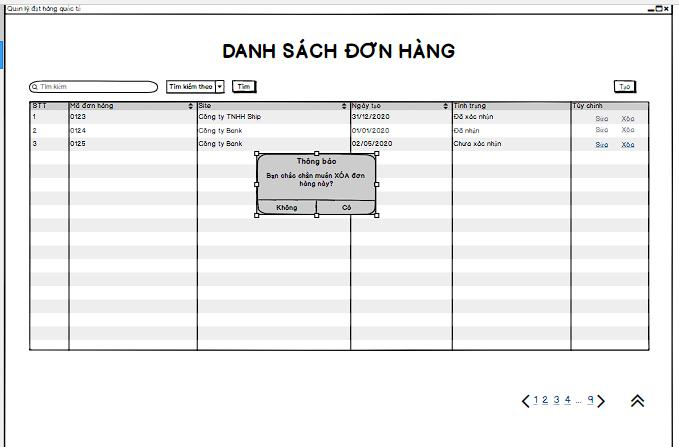 Quản lý đặt hàng quốc tế
DANH SÁCH ĐƠN HÀNG
Tìm kiếm
Tìm kiếm theo
Tìm
Tạo
STT Mã đơn hàng Site Ngày tạo Tình trạng Tùy chỉnh
1 0123 Công ty TNHH Ship 31/12/2020 Đã xác nhận Sửa Xóa
2 0124 Công ty Bank 01/01/2020 Đã nhận Sửa Xóa
3 0125 Công ty Bank 02/05/2020 Chưa xác nhận Sửa Xóa
Thông báo
Bạn chắc chắn muốn XÓA đơn
hàng này?
Không Có
1 2 3 4 ... 9